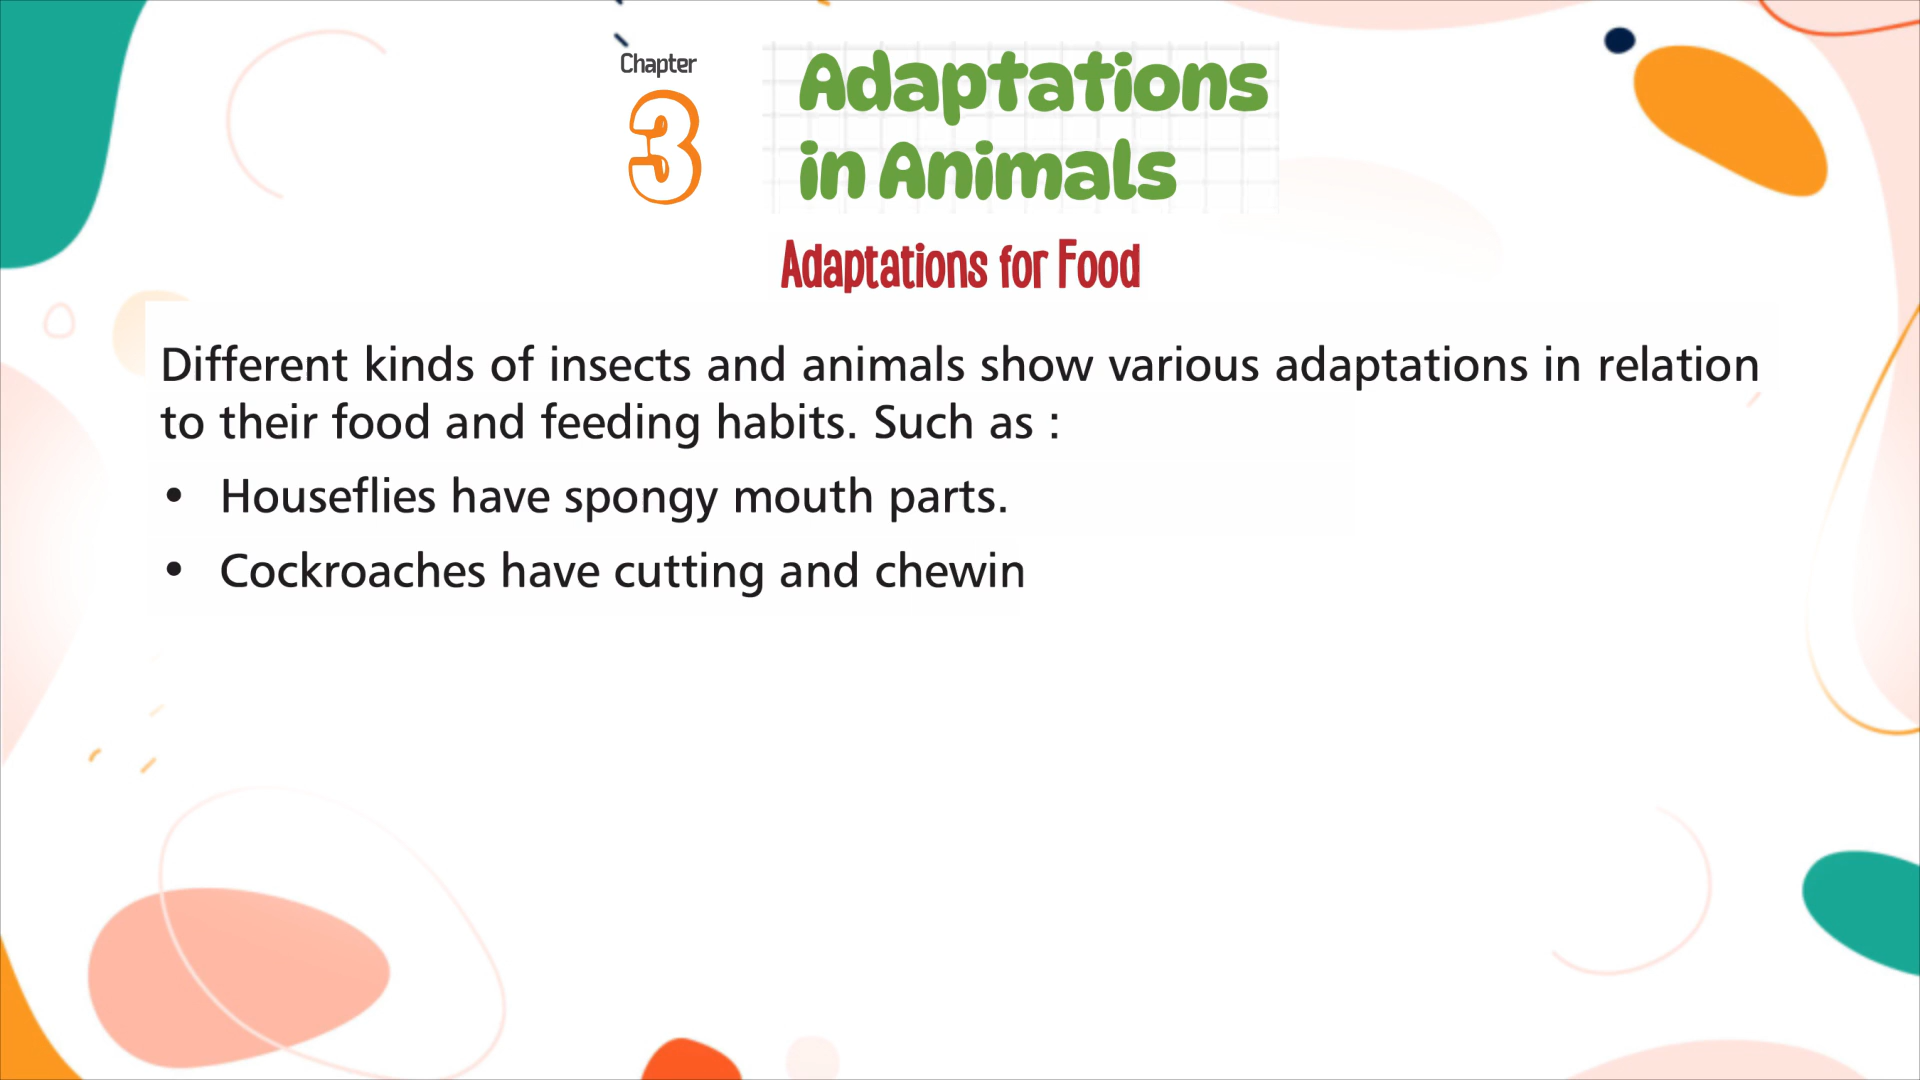 Chapter
3
Adaptations
in Animals
Adaptations for Food
Different kinds of insects and animals show various adaptations in relation
to their food and feeding habits. Such as :
• Houseflies have spongy mouth parts.
• Cockroaches have cutting and chewin